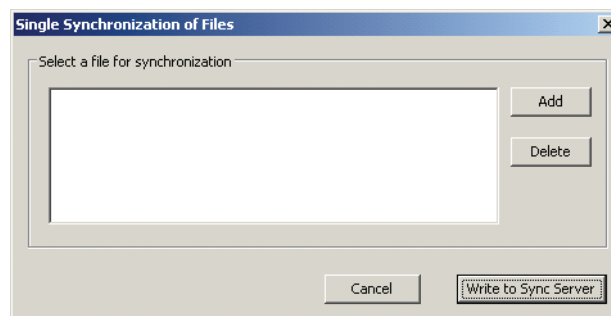 Single Synchronization of Files
Select a file for synchronization
Add
Delete
Cancel
Write to Sync Server